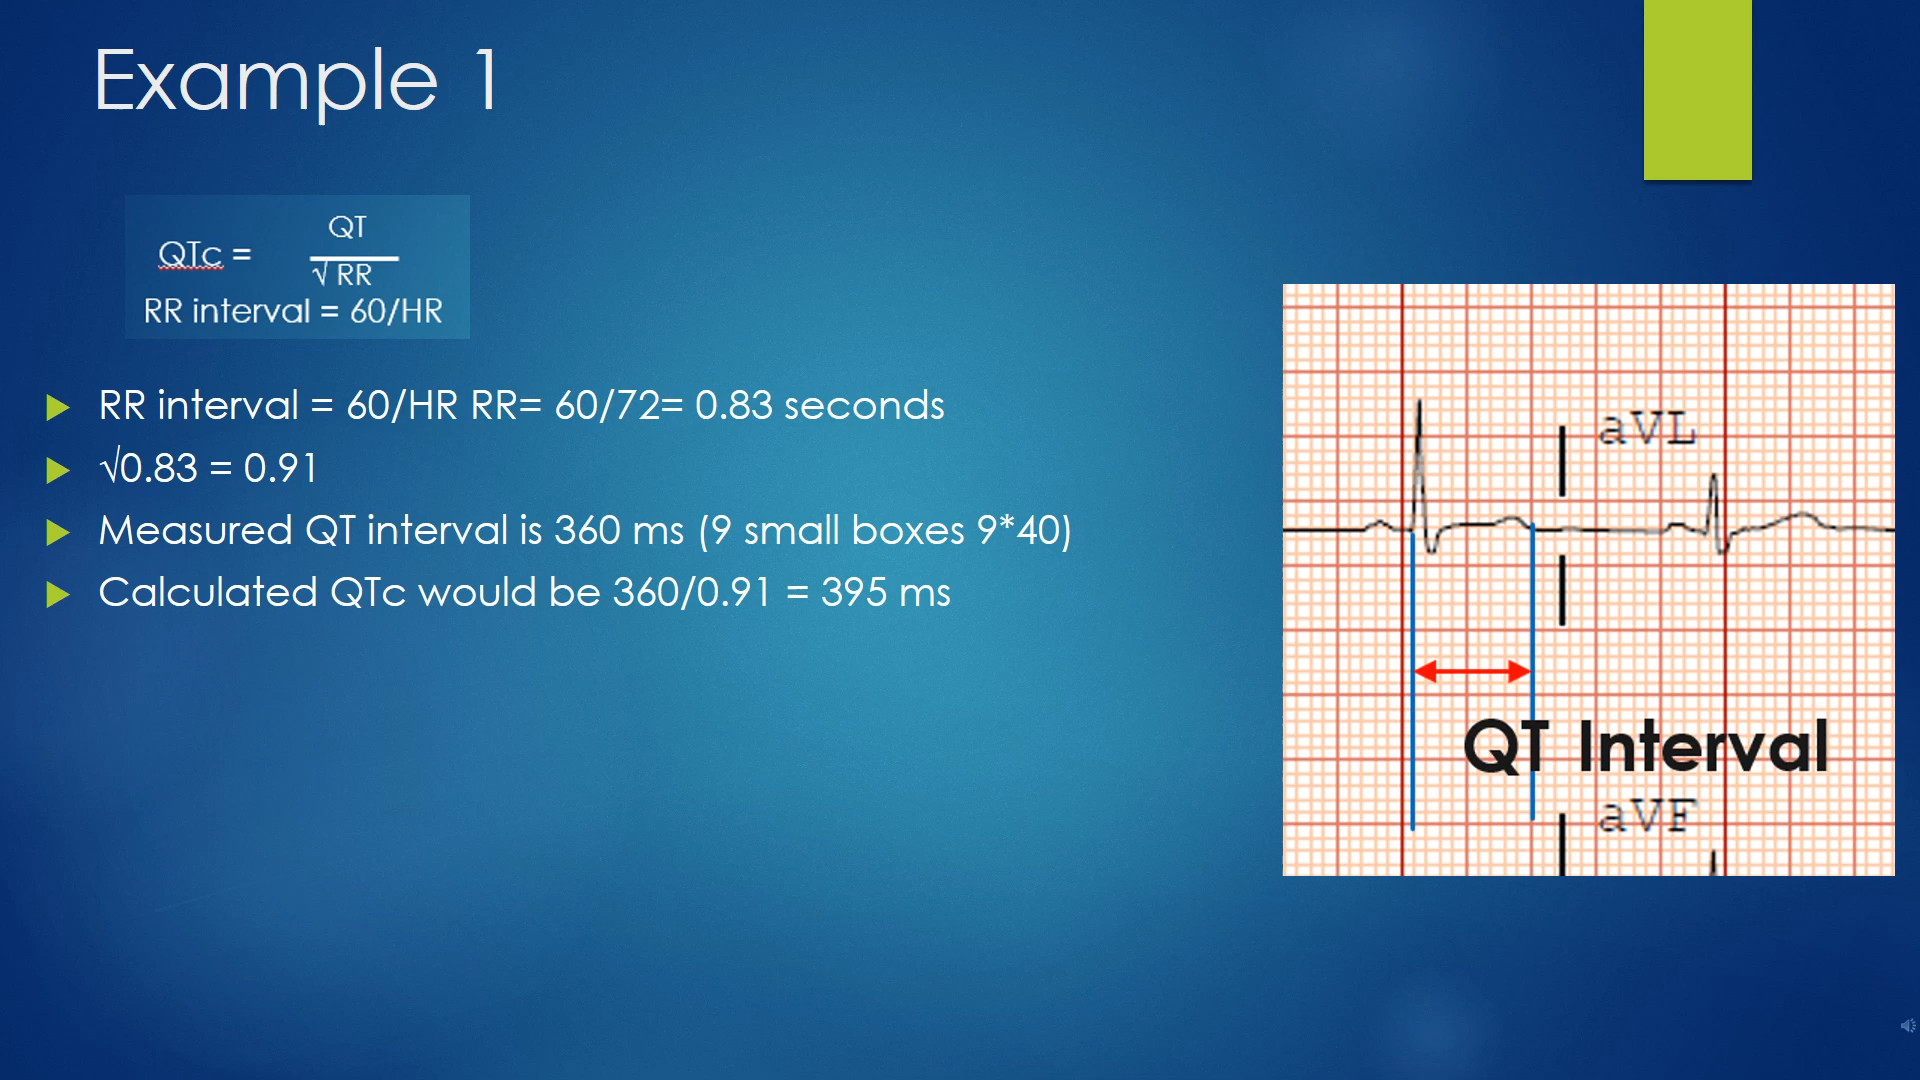 Example 1
QTc = QT
√ RR
RR interval = 60/HR
RR interval = 60/HR RR= 60/72= 0.83 seconds
√0.83 = 0.91
Measured QT interval is 360 ms (9 small boxes 9*40)
Calculated QTc would be 360/0.91 = 395 ms
aVL
QT Interval
aVF